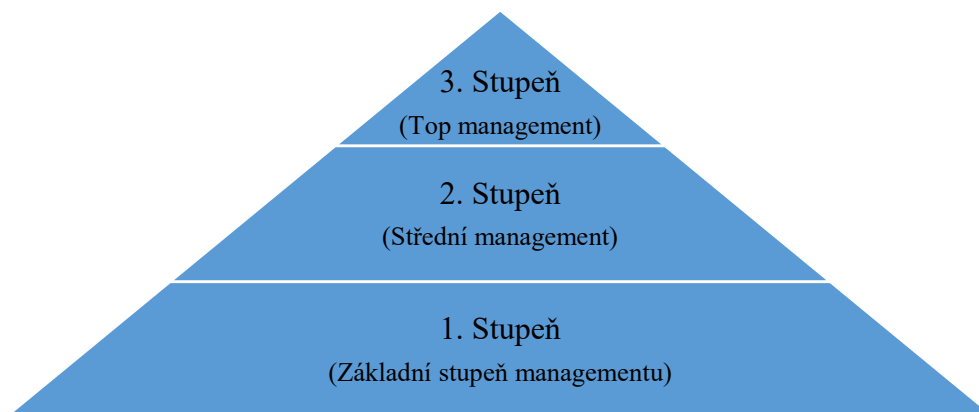 3. Stupeň
(Top management)
2. Stupeň
(Střední management)
1. Stupeň
(Základní stupeň managementu)